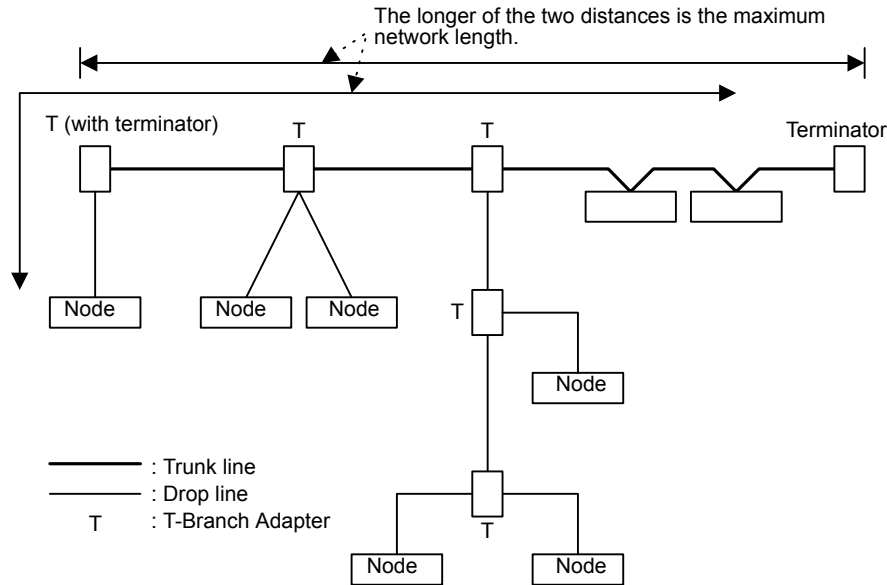 The longer of the two distances is the maximum
network length.
T (with terminator)
T
T
Terminator
Node
Node
Node
T
Node
: Trunk line
: Drop line
T : T-Branch Adapter
T
Node
Node